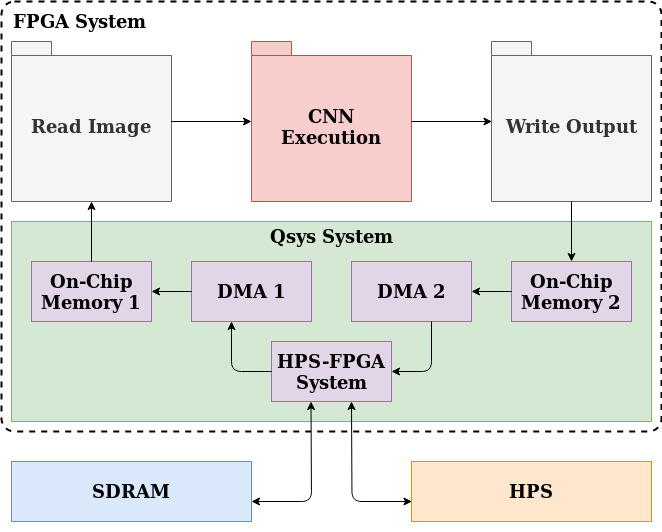 FPGA System
Read Image
CNN
Execution
Write Output
Qsys System
On-Chip
Memory 1
DMA 1
DMA 2
On-Chip
Memory 2
HPS-FPGA
System
SDRAM
HPS